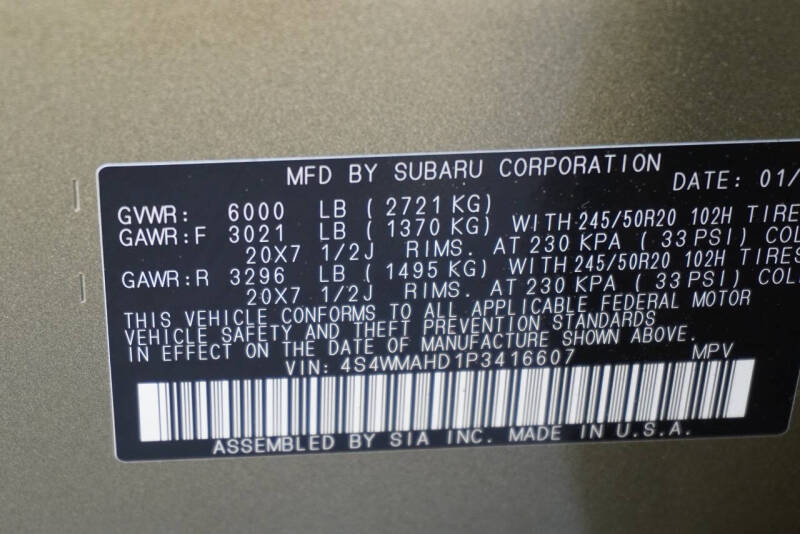 MFD BY SUBARU CORPORATION DATE: 01/
GVWR: 6000 LB ( 2721 KG)
GAWR:F 3021 LB ( 1370 KG) WITH 245/50R20 102H TIRE
20X7 1/2J RIMS. AT 230 KPA ( 33 PSI) COL
GAWR:R 3296 LB ( 1495 KG) WITH 245/50R20 102H TIRES
20X7 1/2J RIMS. AT 230 KPA ( 33 PSI) COL
THIS VEHICLE CONFORMS TO ALL APPLICABLE FEDERAL MOTOR
VEHICLE SAFETY AND THEFT PREVENTION STANDARDS
IN EFFECT ON THE DATE OF MANUFACTURE SHOWN ABOVE.
VIN: 4S4WMAHD1P3416607 MPV
ASSEMBLED BY SIA INC. MADE IN U.S.A.